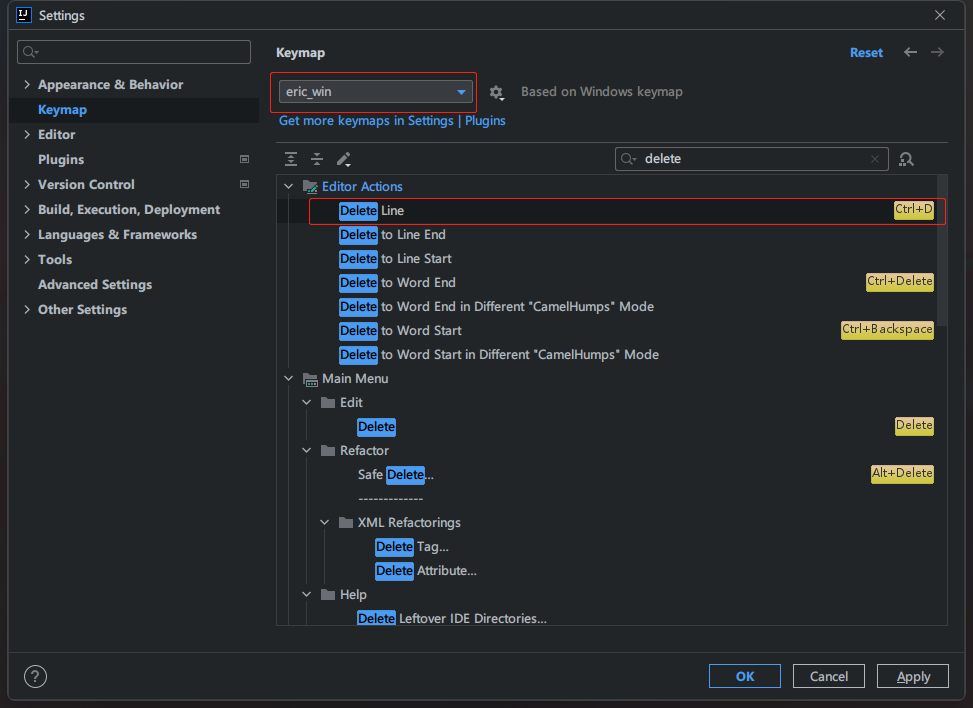 IJ Settings
Keymap
Reset
Appearance & Behavior
Keymap
Editor
Plugins
Version Control
Build, Execution, Deployment
Languages & Frameworks
Tools
Advanced Settings
Other Settings
eric_win
Based on Windows keymap
Get more keymaps in Settings | Plugins
delete
Editor Actions
Delete Line Ctrl+D
Delete to Line End
Delete to Line Start
Delete to Word End Ctrl+Delete
Delete to Word End in Different "CamelHumps" Mode
Delete to Word Start Ctrl+Backspace
Delete to Word Start in Different "CamelHumps" Mode
Main Menu
Edit
Delete Delete
Refactor
Safe Delete... Alt+Delete
-------------
XML Refactorings
Delete Tag...
Delete Attribute...
Help
Delete Leftover IDE Directories...
?
OK
Cancel
Apply